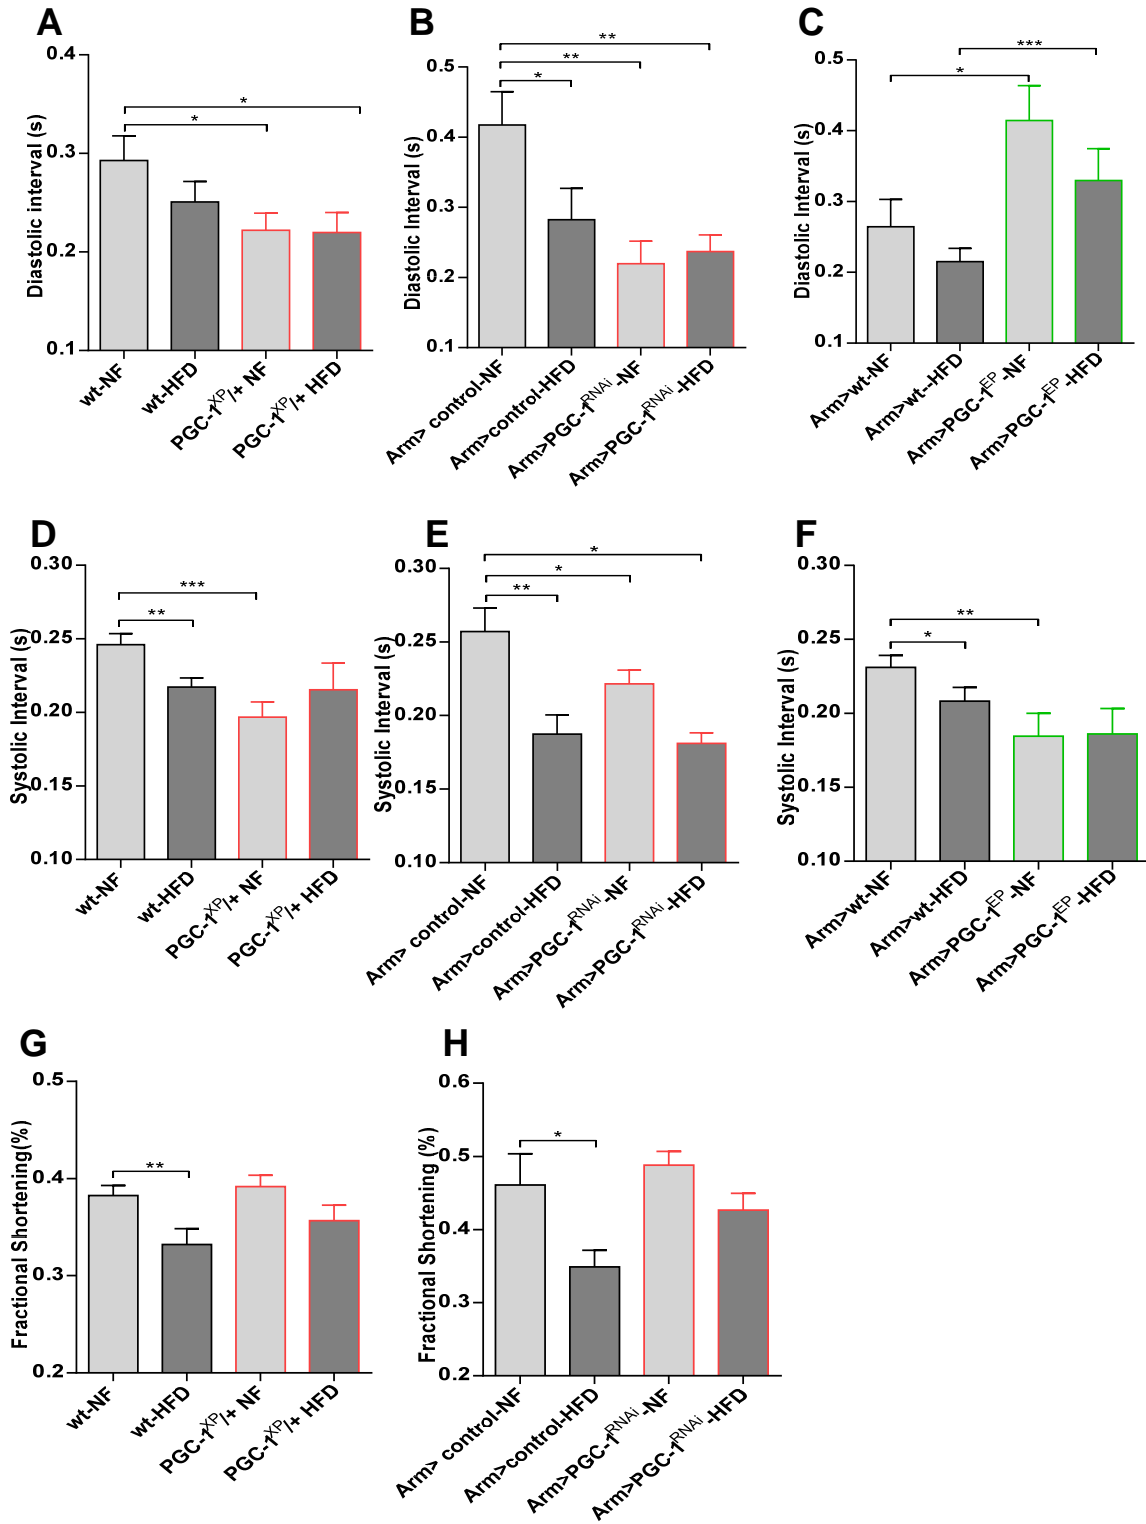 A
Diastolic interval (s)
0.4
0.3
0.2
0.1
*
*
wt-NF
wt-HFD
PGC-1XP/+ NF
PGC-1XP/+ HFD
B
Diastolic Interval (s)
0.5
0.4
0.3
0.2
0.1
**
**
*
Arm> control-NF
Arm>control-HFD
Arm>PGC-1RNAi-NF
Arm>PGC-1RNAi-HFD
C
Diastolic Interval (s)
0.5
0.4
0.3
0.2
0.1
***
*
Arm>wt-NF
Arm>wt--HFD
Arm>PGC-1EP-NF
Arm>PGC-1EP-HFD
D
Systolic Interval (s)
0.30
0.25
0.20
0.15
0.10
***
**
wt-NF
wt-HFD
PGC-1XP/+ NF
PGC-1XP/+ HFD
E
Systolic Interval (s)
0.30
0.25
0.20
0.15
0.10
*
*
**
Arm> control-NF
Arm>control-HFD
Arm>PGC-1RNAi-NF
Arm>PGC-1RNAi-HFD
F
Systolic Interval (s)
0.30
0.25
0.20
0.15
0.10
**
*
Arm>wt-NF
Arm>wt-HFD
Arm>PGC-1EP-NF
Arm>PGC-1EP-HFD
G
Fractional Shortening(%)
0.5
0.4
0.3
0.2
**
wt-NF
wt-HFD
PGC-1XP/+ NF
PGC-1XP/+ HFD
H
Fractional Shortening (%)
0.6
0.5
0.4
0.3
0.2
*
Arm> control-NF
Arm>control-HFD
Arm>PGC-1RNAi-NF
Arm>PGC-1RNAi-HFD